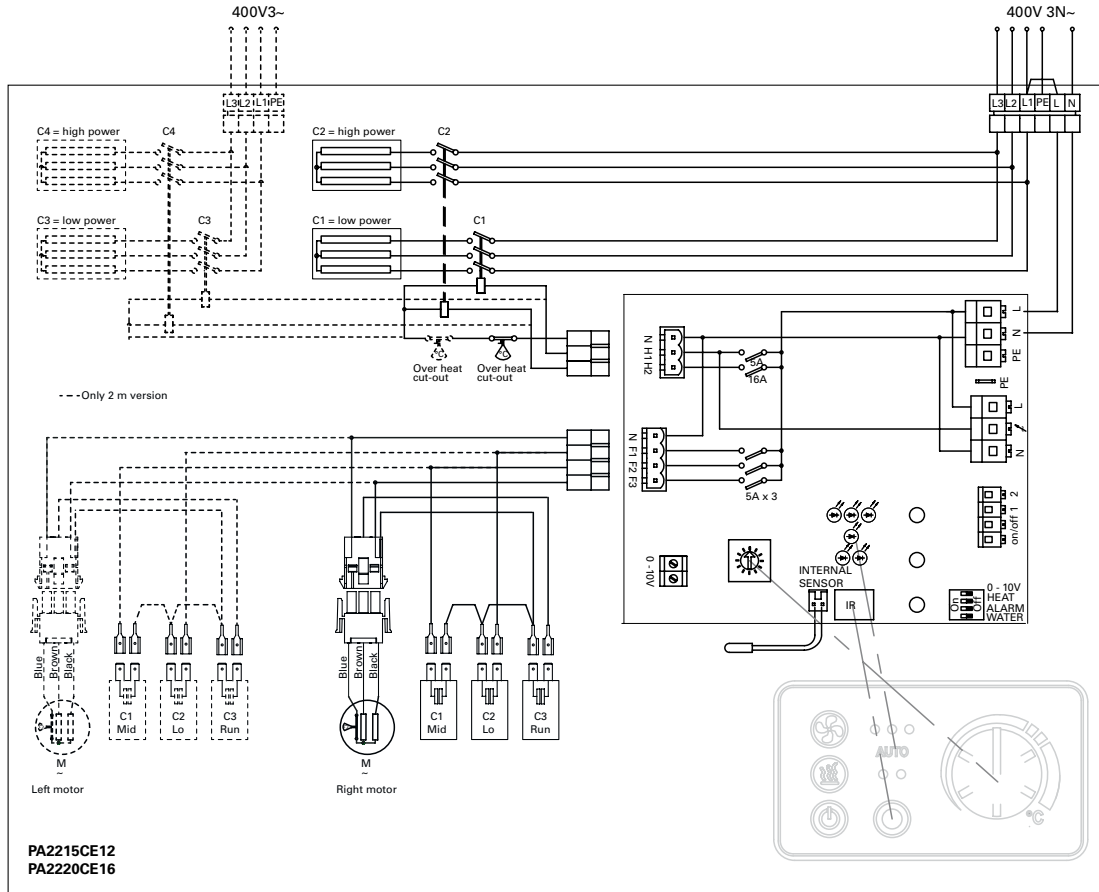 400V3~
400V 3N~
L3 L2 L1 PE
L3 L2 L1 PE L N
C4 = high power
C4
C2 = high power
C2
C3 = low power
C3
C1 = low power
C1
°C
°C
Over heat
cut-out
Over heat
cut-out
--- Only 2 m version
N H1 H2
5A
16A
L
N
PE
PE
L
N
N F1 F2 F3
5A x 3
on/off 1 2
0 - 10V
INTERNAL
SENSOR
IR
On
Off
0 - 10V
HEAT
ALARM
WATER
Blue
Brown
Black
C1
Mid
C2
Lo
C3
Run
M
~
Left motor
Blue
Brown
Black
C1
Mid
C2
Lo
C3
Run
M
~
Right motor
AUTO
°C
PA2215CE12
PA2220CE16